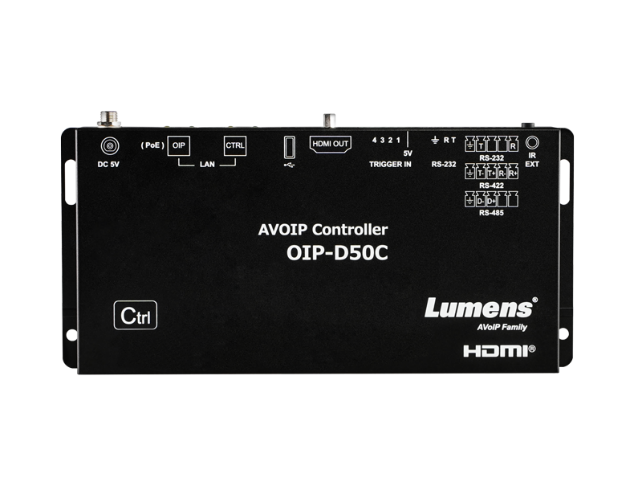 (PoE) OIP CTRL HDMI OUT 4 3 2 1 R T T R
DC 5V LAN 5V TRIGGER IN RS-232 RS-232 IR EXT
T- T+ R- R+
RS-422
D- D+
RS-485
AVOIP Controller
OIP-D50C
Ctrl
Lumens®
AVoIP Family
HDMI®